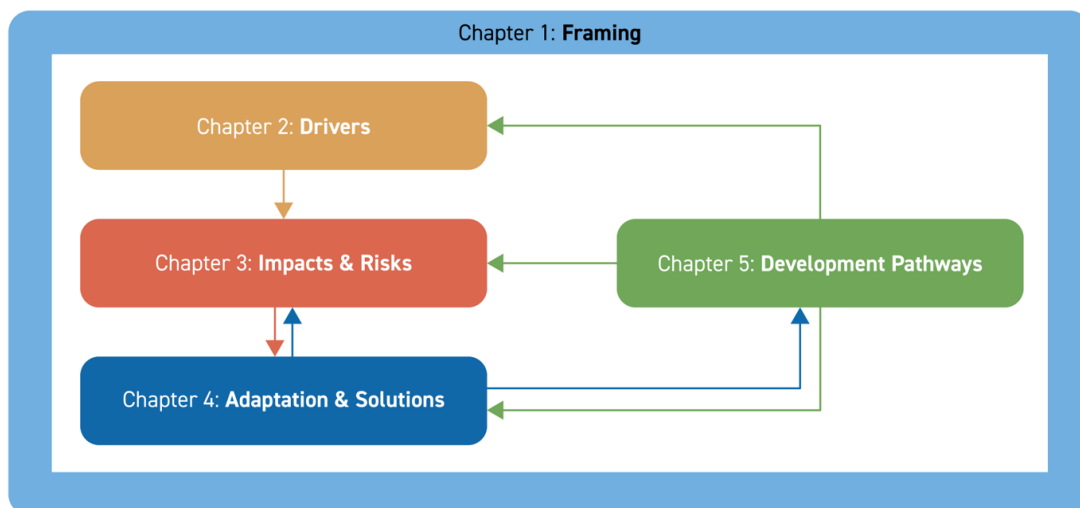 Chapter 1: Framing
Chapter 2: Drivers
Chapter 3: Impacts & Risks
Chapter 5: Development Pathways
Chapter 4: Adaptation & Solutions